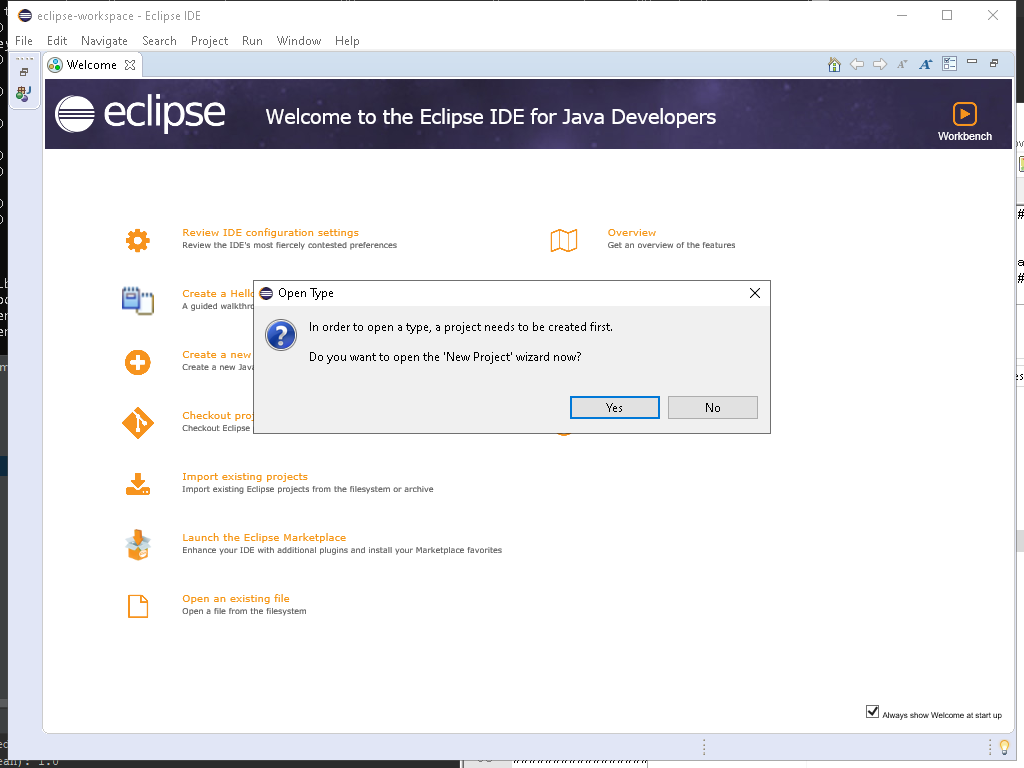 eclipse-workspace - Eclipse IDE
File Edit Navigate Search Project Run Window Help
Welcome
eclipse
Welcome to the Eclipse IDE for Java Developers
Workbench
Review IDE configuration settings
Review the IDE's most fiercely contested preferences
Overview
Get an overview of the features
Create a Hello
A guided walkthro
Open Type
In order to open a type, a project needs to be created first.
Do you want to open the 'New Project' wizard now?
Yes
No
Create a new
Create a new Java
Checkout proj
Checkout Eclipse
Import existing projects
Import existing Eclipse projects from the filesystem or archive
Launch the Eclipse Marketplace
Enhance your IDE with additional plugins and install your Marketplace favorites
Open an existing file
Open a file from the filesystem
Always show Welcome at start up